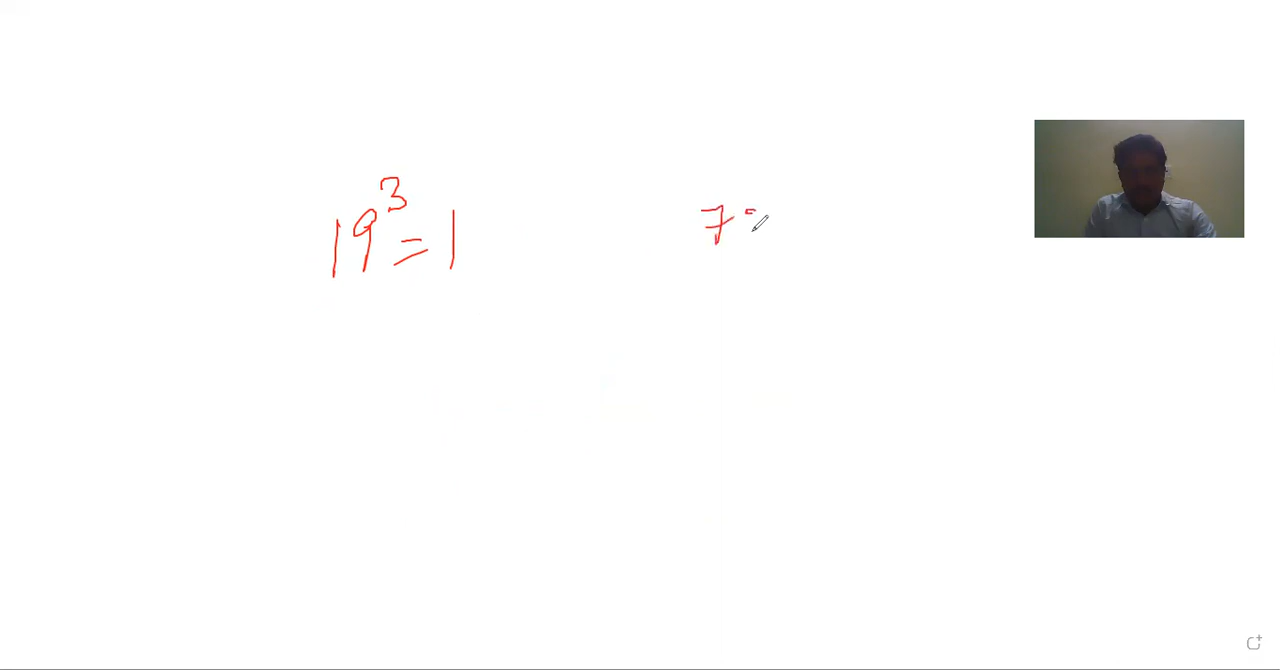 19³ = 1
7